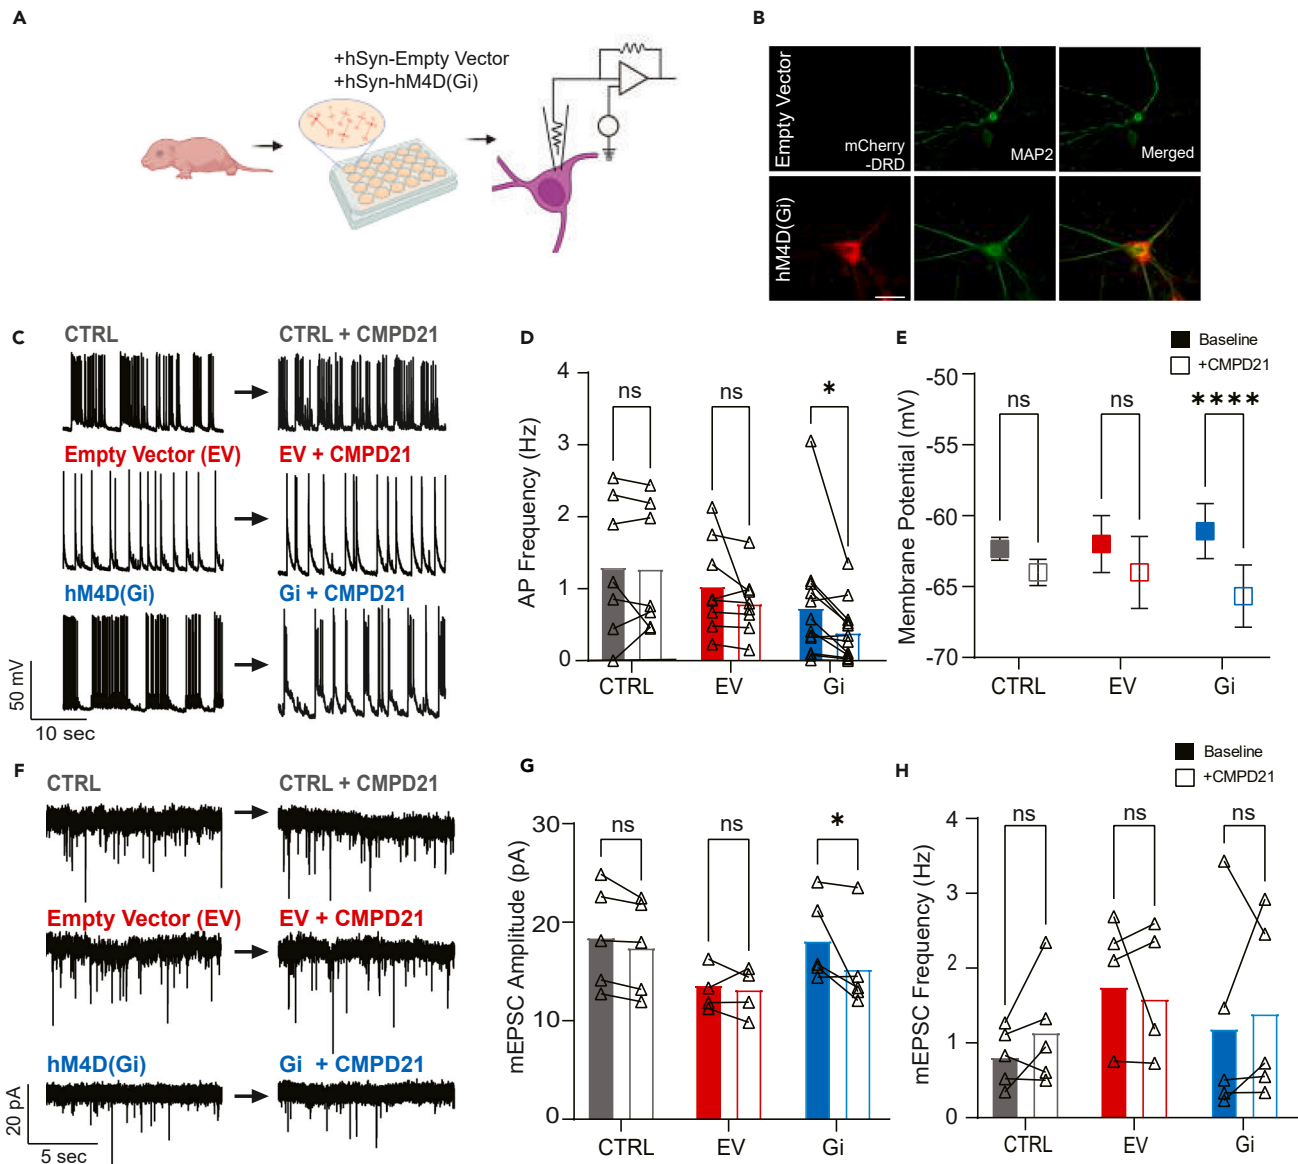 A
+hSyn-Empty Vector
+hSyn-hM4D(Gi)
B
Empty Vector
mCherry
-DRD
MAP2
Merged
hM4D(Gi)
C
CTRL
CTRL + CMPD21
Empty Vector (EV)
EV + CMPD21
hM4D(Gi)
Gi + CMPD21
50 mV
10 sec
D
AP Frequency (Hz)
4
3
2
1
0
ns
ns
*
CTRL
EV
Gi
E
Baseline
+CMPD21
Membrane Potential (mV)
-50
-55
-60
-65
-70
ns
ns
****
CTRL
EV
Gi
F
CTRL
CTRL + CMPD21
Empty Vector (EV)
EV + CMPD21
hM4D(Gi)
Gi + CMPD21
20 pA
5 sec
G
mEPSC Amplitude (pA)
30
20
10
0
ns
ns
*
CTRL
EV
Gi
H
Baseline
+CMPD21
mEPSC Frequency (Hz)
4
3
2
1
0
ns
ns
ns
CTRL
EV
Gi